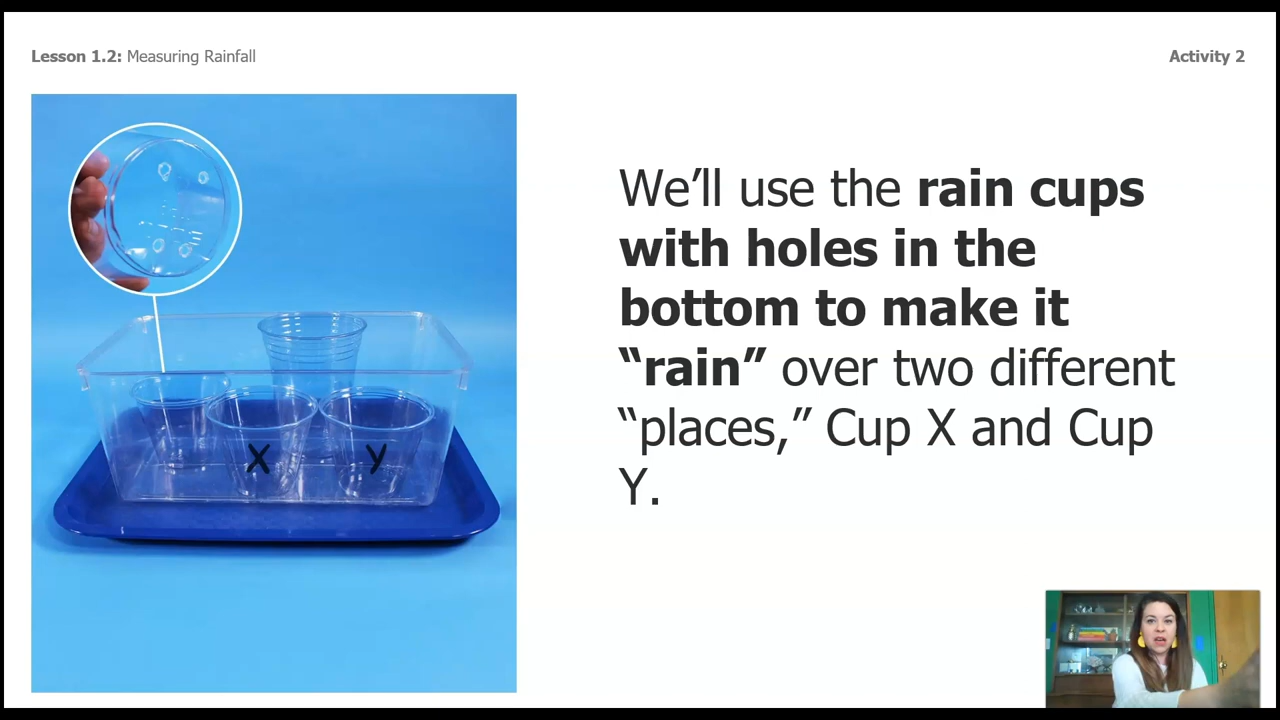 Lesson 1.2: Measuring Rainfall
Activity 2
We’ll use the rain cups
with holes in the
bottom to make it
“rain” over two different
“places,” Cup X and Cup
Y.
X
Y